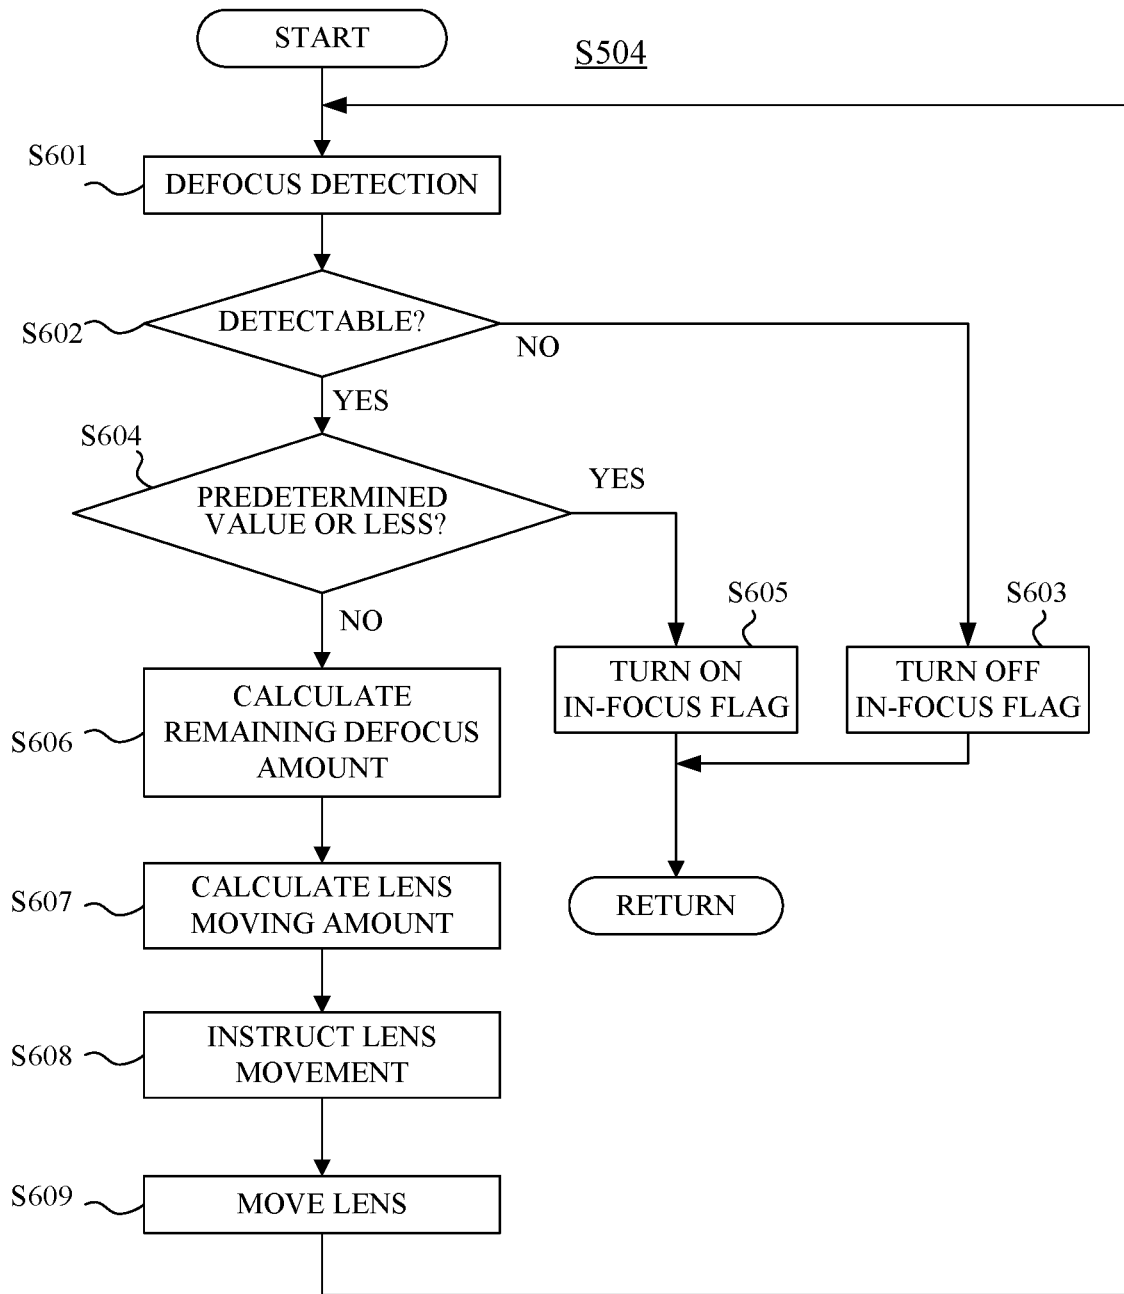 START
S504
S601
DEFOCUS DETECTION
S602
DETECTABLE?
NO
YES
S604
PREDETERMINED
VALUE OR LESS?
YES
NO
S605
TURN ON
IN-FOCUS FLAG
S603
TURN OFF
IN-FOCUS FLAG
S606
CALCULATE
REMAINING DEFOCUS
AMOUNT
S607
CALCULATE LENS
MOVING AMOUNT
RETURN
S608
INSTRUCT LENS
MOVEMENT
S609
MOVE LENS